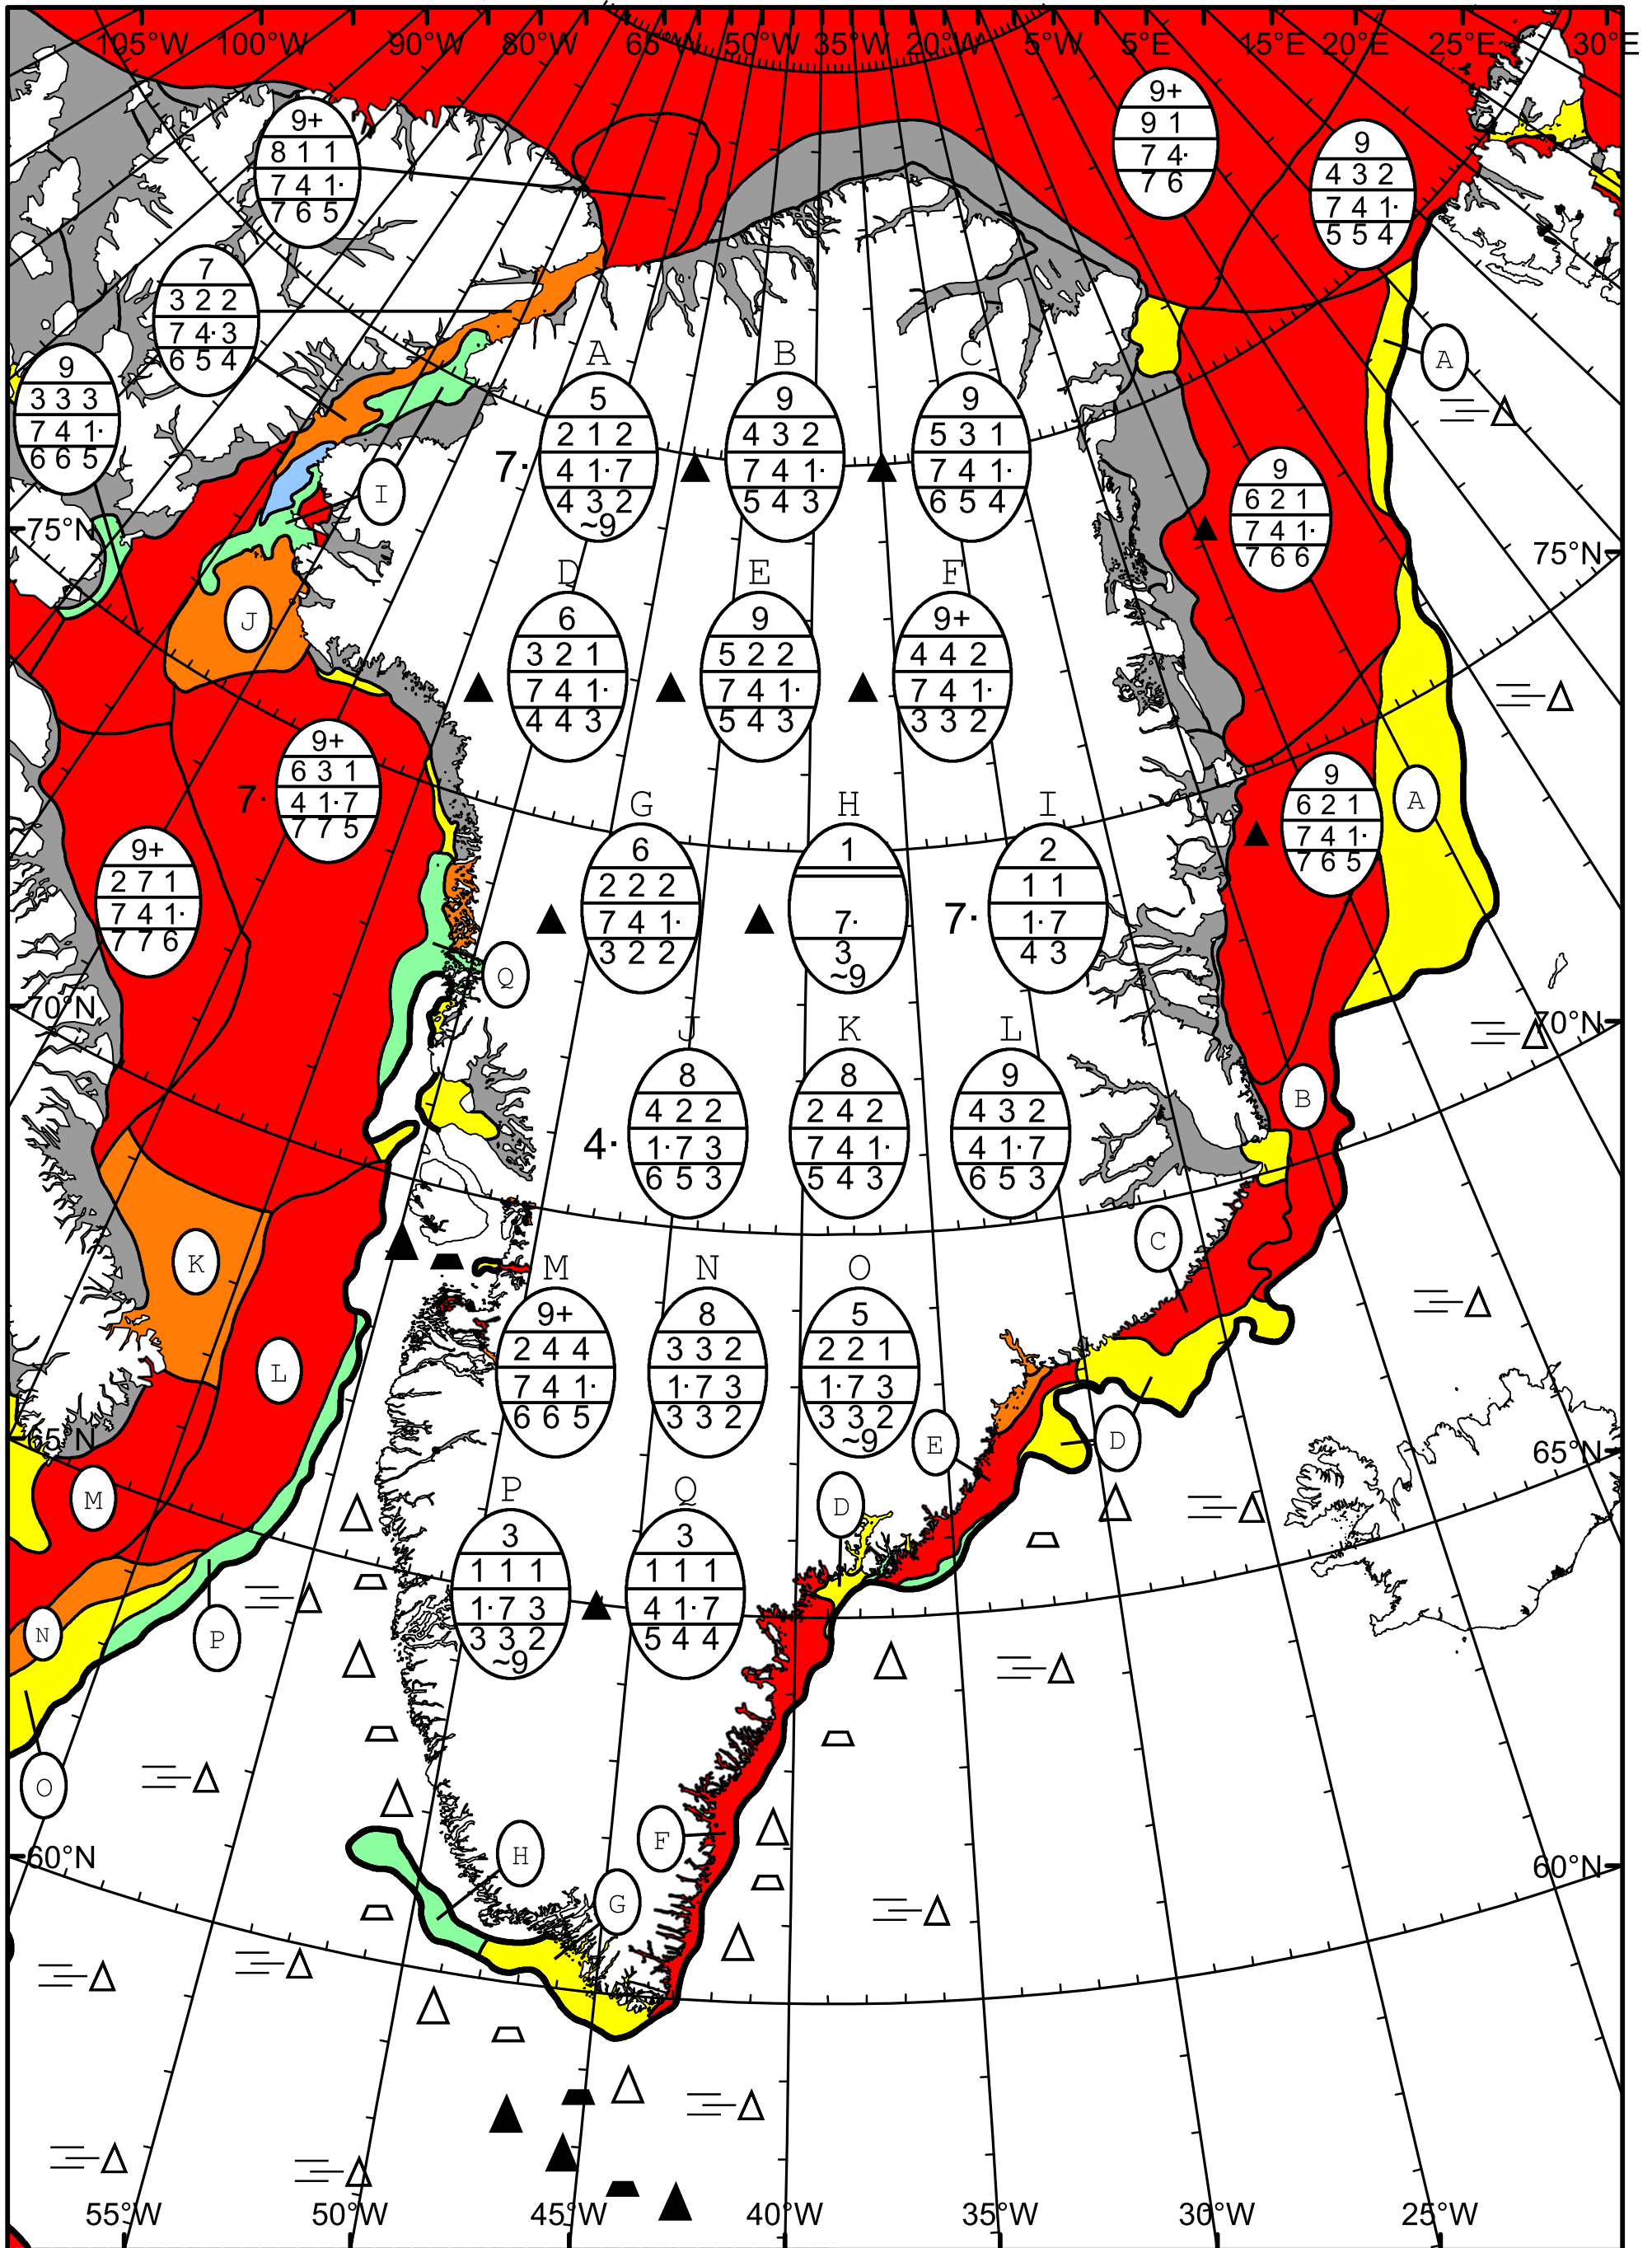 105°W 100°W 90°W 80°W 65°W 50°W 35°W 20°W 5°W 5°E 15°E 20°E 25°E 30°E
9+
8 1 1
7 4 1·
7 6 5
9+
9 1
7 4·
7 6
9
4 3 2
7 4 1·
5 5 4
7
3 2 2
7 4·3
6 5 4
9
3 3 3
7 4 1·
6 6 5
A
I
75°N
75°N
A
5
2 1 2
7· 4 1·7
4 3 2
~9
B
9
4 3 2
7 4 1·
5 4 3
C
9
5 3 1
7 4 1·
6 5 4
9
6 2 1
7 4 1·
7 6 6
J
D
6
3 2 1
7 4 1·
4 4 3
E
9
5 2 2
7 4 1·
5 4 3
F
9+
4 4 2
7 4 1·
3 3 2
9+
6 3 1
7· 4 1·7
7 7 5
9+
2 7 1
7 4 1·
7 7 6
G
6
2 2 2
7 4 1·
3 2 2
H
1
7·
3
~9
I
2
1 1
7· 1·7
4 3
9
6 2 1
7 4 1·
7 6 5
A
Q
70°N
70°N
J
8
4 2 2
4· 1·7 3
6 5 3
K
8
2 4 2
7 4 1·
5 4 3
L
9
4 3 2
4 1·7
6 5 3
B
C
K
L
M
9+
2 4 4
7 4 1·
6 6 5
N
8
3 3 2
1·7 3
3 3 2
O
5
2 2 1
1·7 3
3 3 2
~9
E
D
65°N
65°N
M
D
P
3
1 1 1
1·7 3
3 3 2
~9
Q
3
1 1 1
4 1·7
5 4 4
N
P
O
F
H
G
60°N
60°N
55°W 50°W 45°W 40°W 35°W 30°W 25°W